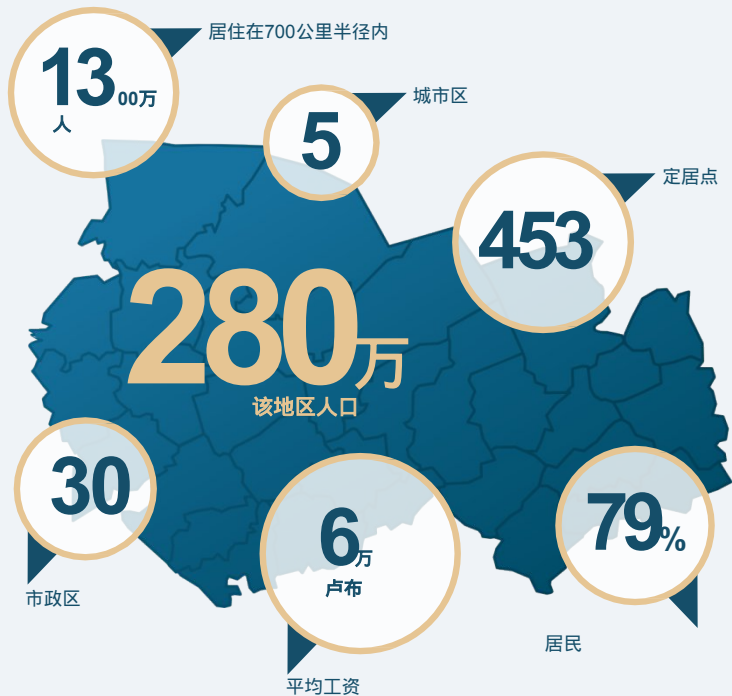 居住在700公里半径内
1300万
人
城市区
5
定居点
453
280万
该地区人口
30
市政区
6万
卢布
平均工资
79%
居民